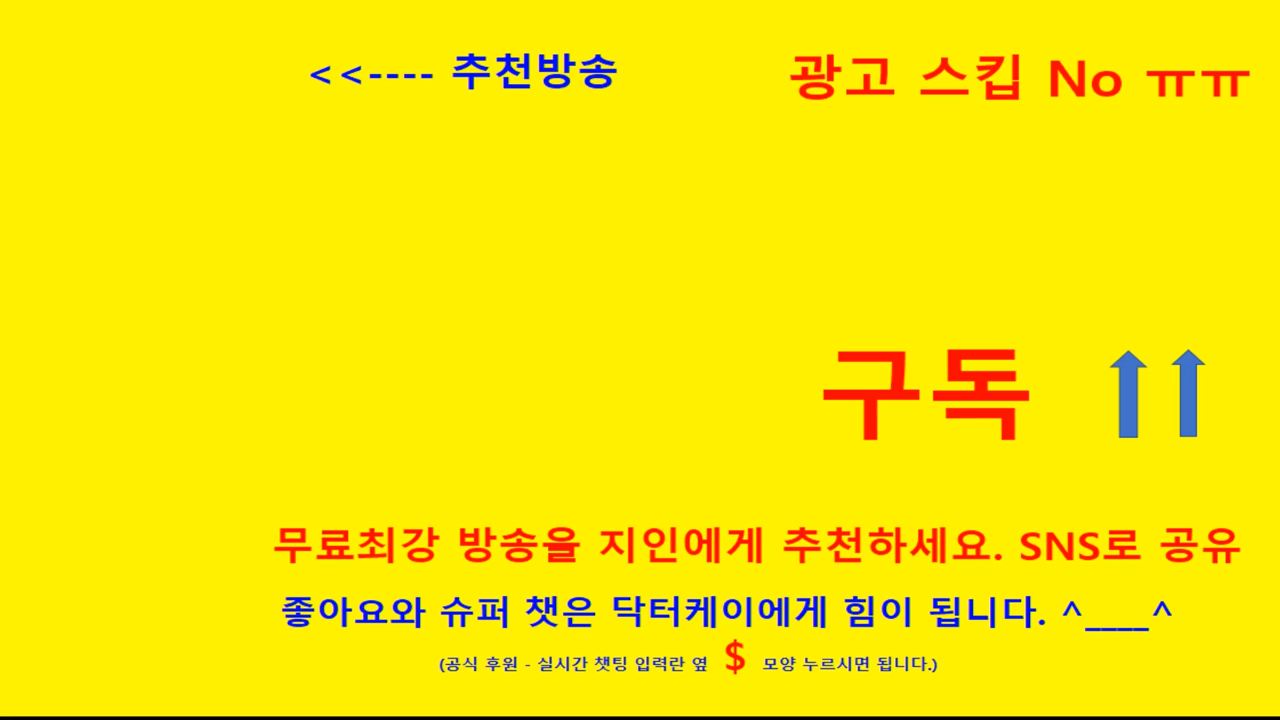 <<---- 추천방송
광고 스킵 No ㅠㅠ
구독
무료최강 방송을 지인에게 추천하세요. SNS로 공유
좋아요와 슈퍼 챗은 닥터케이에게 힘이 됩니다. ^____^
(공식 후원 - 실시간 챗팅 입력란 옆 $ 모양 누르시면 됩니다.)